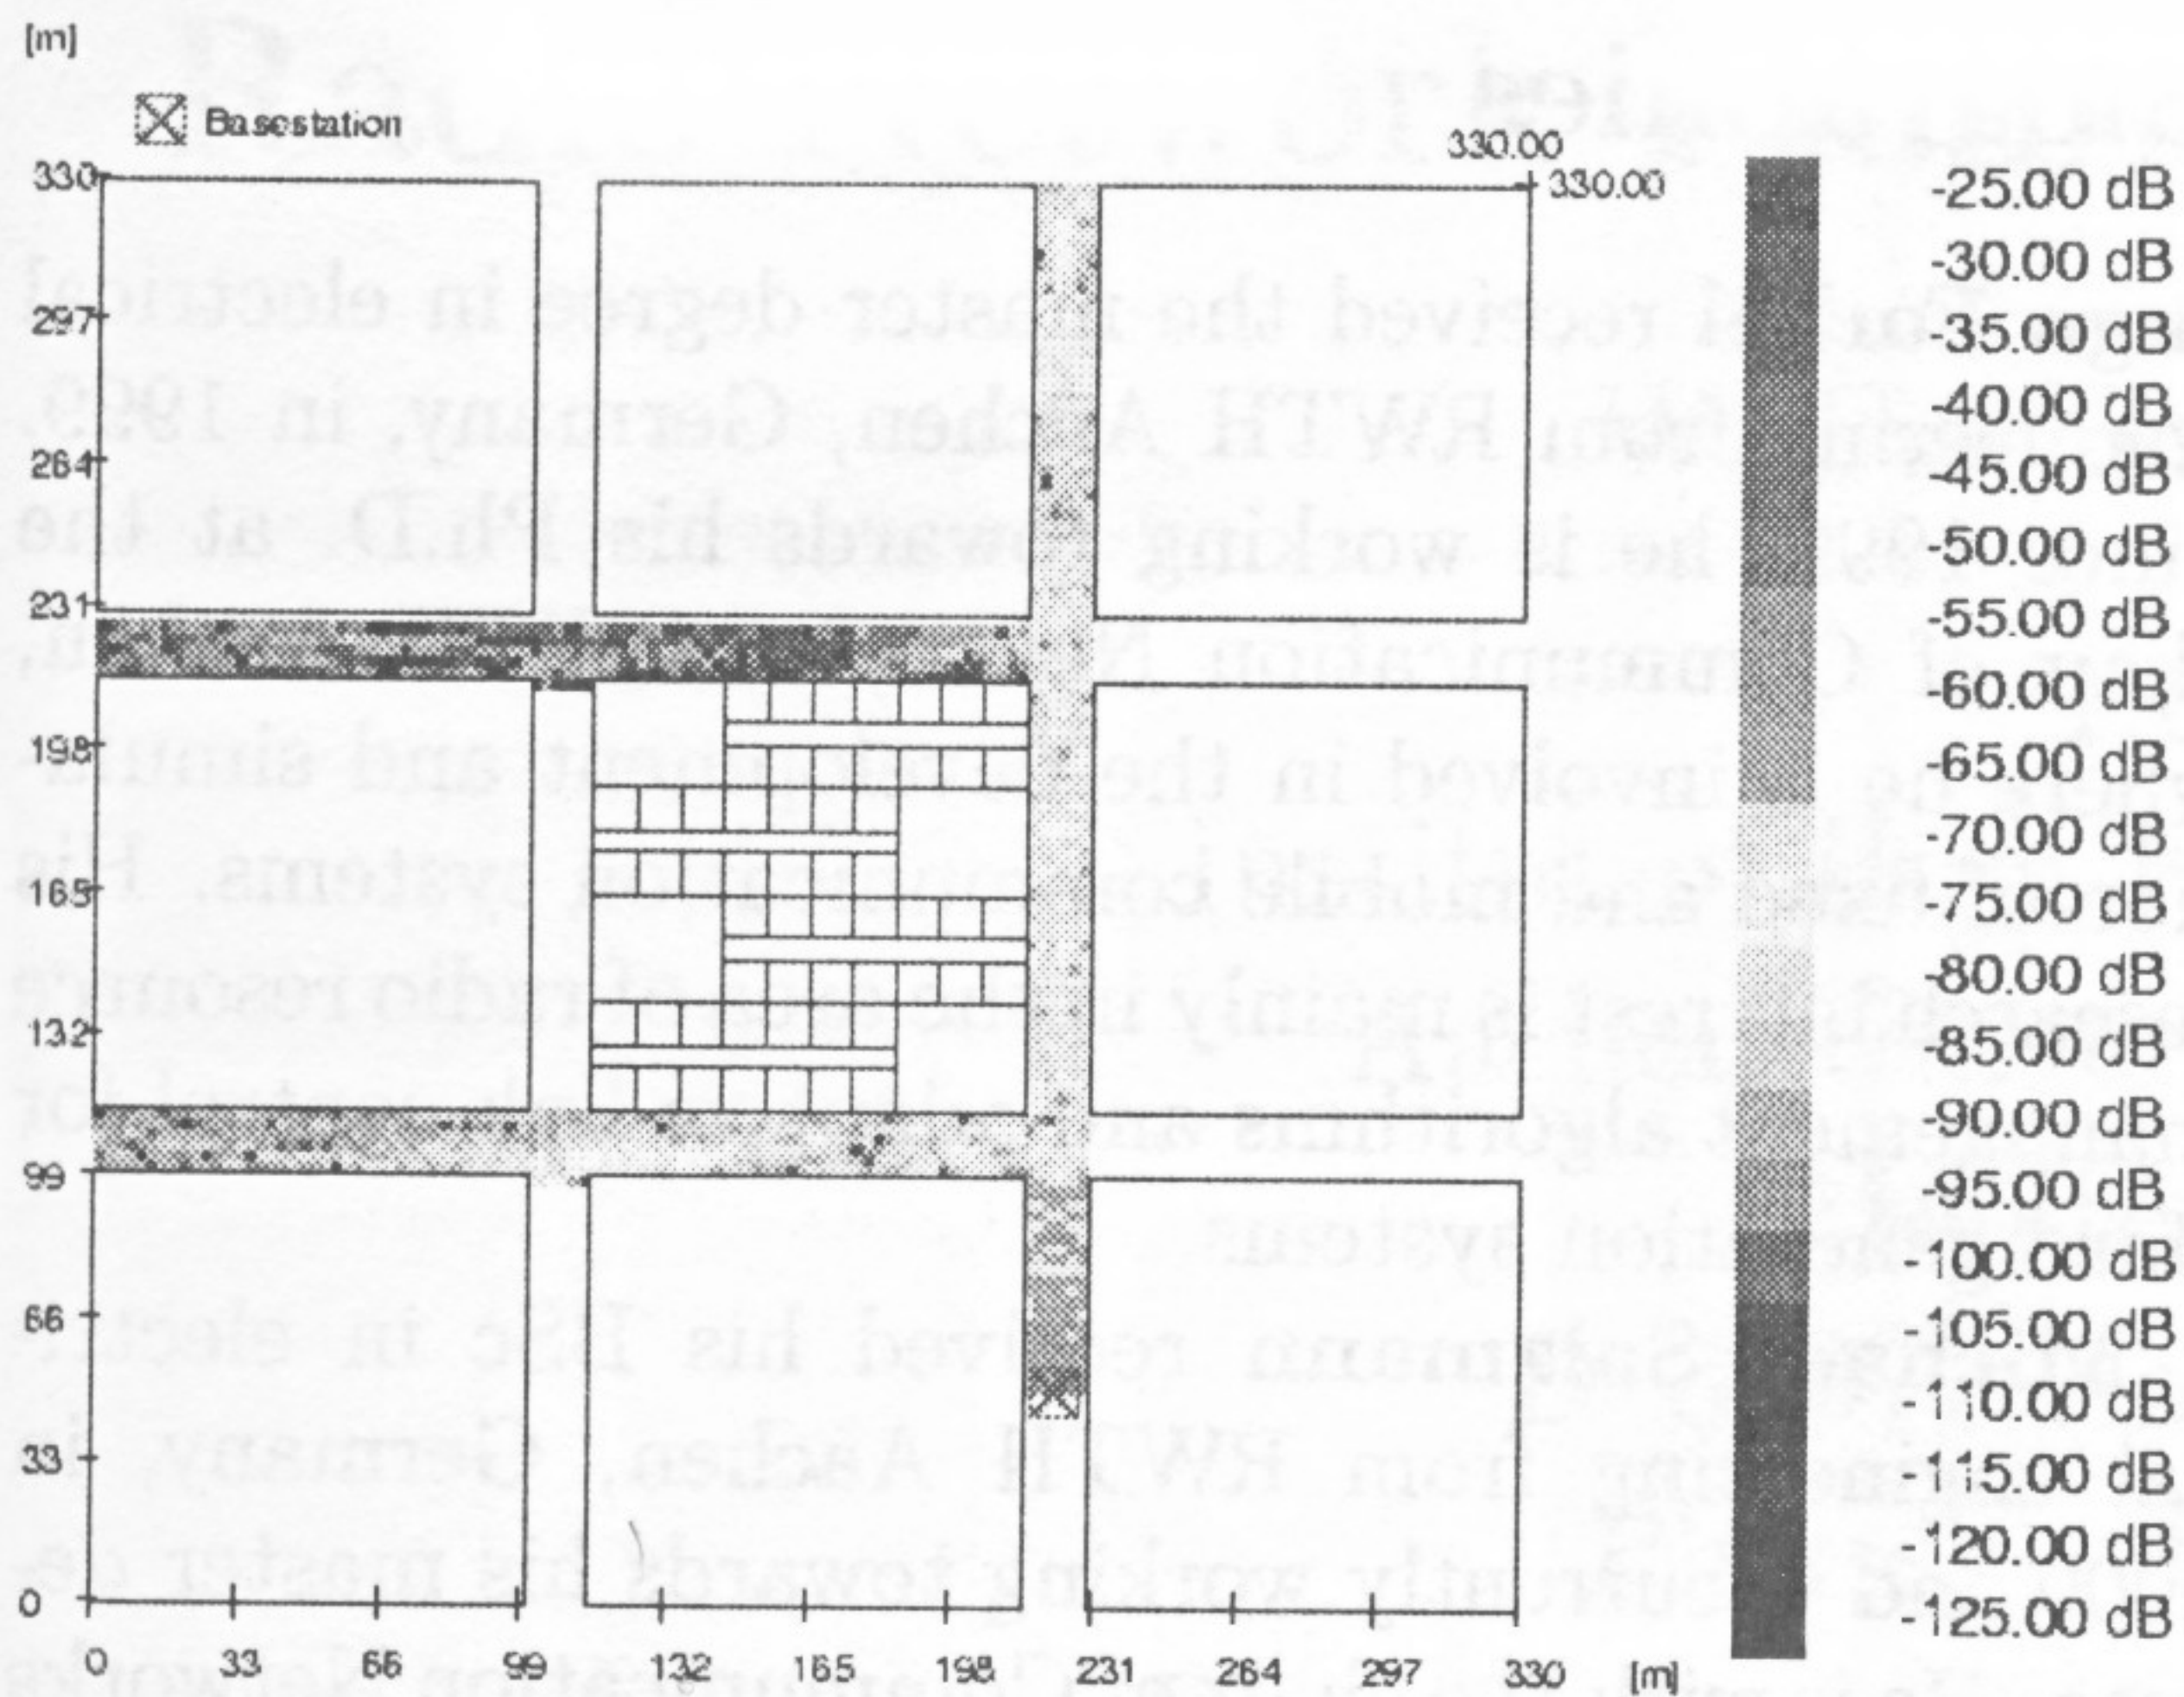 [m]
Basestation
330.00
330.00
330
297
264
231
198
165
132
99
66
33
0
0 33 66 99 132 165 198 231 264 297 330 [m]
-25.00 dB
-30.00 dB
-35.00 dB
-40.00 dB
-45.00 dB
-50.00 dB
-55.00 dB
-60.00 dB
-65.00 dB
-70.00 dB
-75.00 dB
-80.00 dB
-85.00 dB
-90.00 dB
-95.00 dB
-100.00 dB
-105.00 dB
-110.00 dB
-115.00 dB
-120.00 dB
-125.00 dB